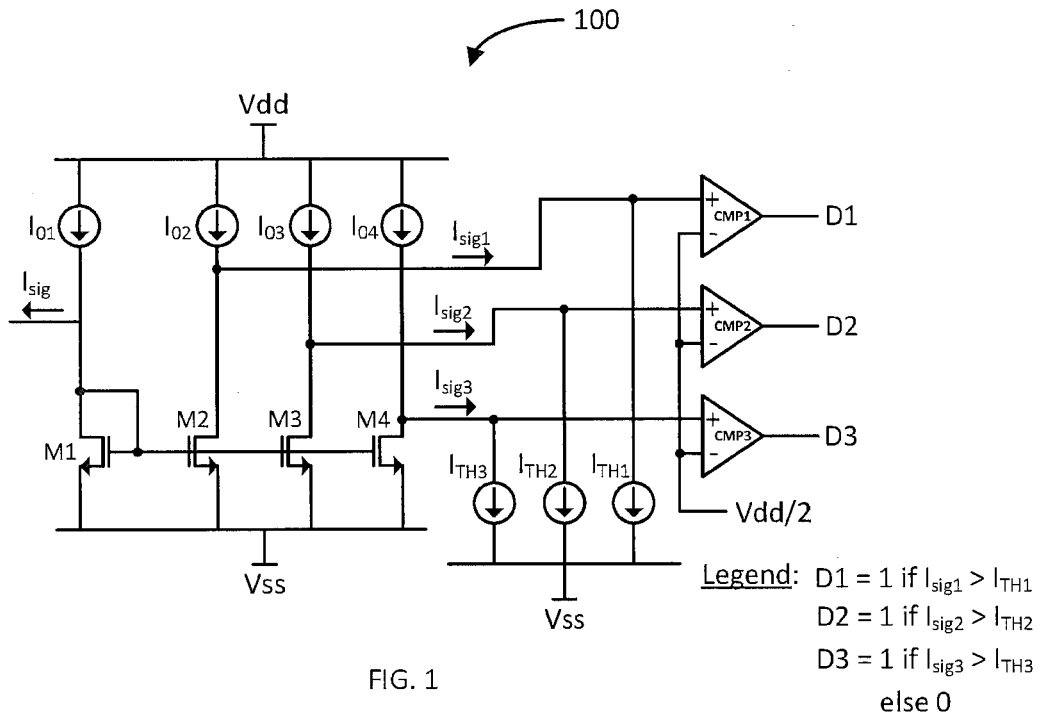 100
Vdd
I01
I02
I03
I04
Isig
Isig1
Isig2
Isig3
M1
M2
M3
M4
ITH3
ITH2
ITH1
+
CMP1
-
D1
+
CMP2
-
D2
+
CMP3
-
D3
Vdd/2
Vss
Vss
Legend: D1 = 1 if Isig1 > ITH1
D2 = 1 if Isig2 > ITH2
D3 = 1 if Isig3 > ITH3
else 0
FIG. 1